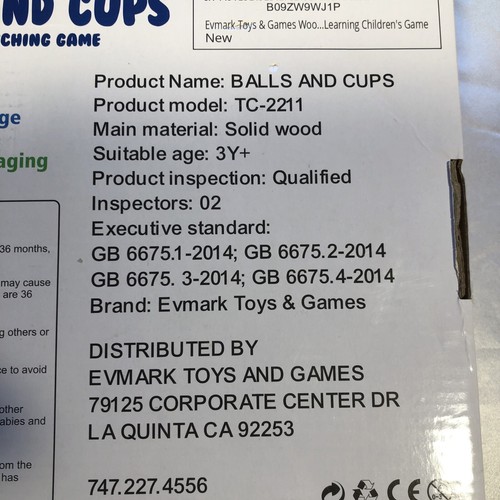 ND CUPS
CHING GAME
B09ZW9WJ1P
Evmark Toys & Games Woo...Learning Children's Game
New
ge
aging
Product Name: BALLS AND CUPS
Product model: TC-2211
Main material: Solid wood
Suitable age: 3Y+
Product inspection: Qualified
Inspectors: 02
Executive standard:
GB 6675.1-2014; GB 6675.2-2014
GB 6675. 3-2014; GB 6675.4-2014
Brand: Evmark Toys & Games
36 months,
may cause
are 36
g others or
ce to avoid
other
abies and
om the
has
DISTRIBUTED BY
EVMARK TOYS AND GAMES
79125 CORPORATE CENTER DR
LA QUINTA CA 92253
747.227.4556
CE